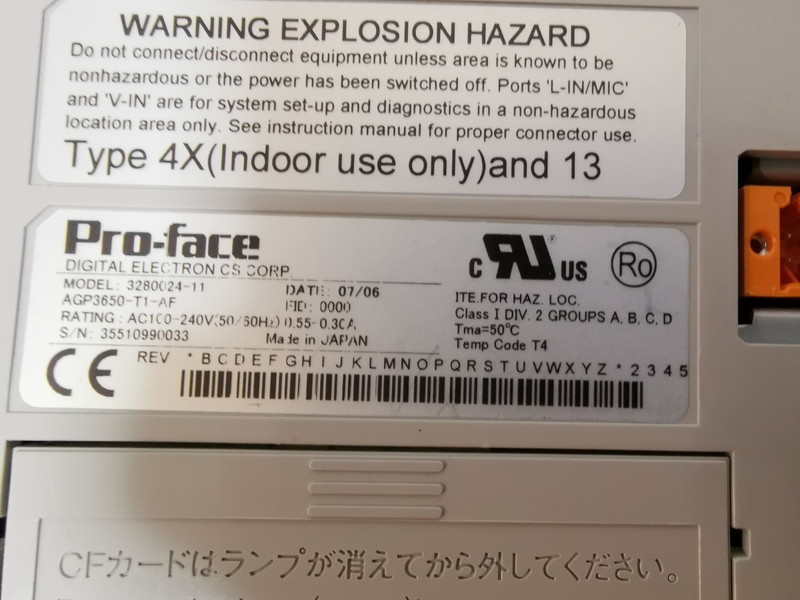 WARNING EXPLOSION HAZARD
Do not connect/disconnect equipment unless area is known to be
nonhazardous or the power has been switched off. Ports 'L-IN/MIC'
and 'V-IN' are for system set-up and diagnostics in a non-hazardous
location area only. See instruction manual for proper connector use.
Type 4X(Indoor use only)and 13
Pro-face
DIGITAL ELECTRON CS CORP
MODEL: 3280024-11 DATE: 07/06
AGP3650-T1-AF FID: 0000
RATING: AC100-240V(50/60Hz) 0.55-0.30A
S/N: 35510990033 Made in JAPAN
c RU US Ro
ITE.FOR HAZ. LOC.
Class I DIV. 2 GROUPS A, B, C, D
Tma=50℃
Temp Code T4
CE REV * B C D E F G H I J K L M N O P Q R S T U V W X Y Z * 2 3 4 5
CFカードはランプが消えてから外してください。